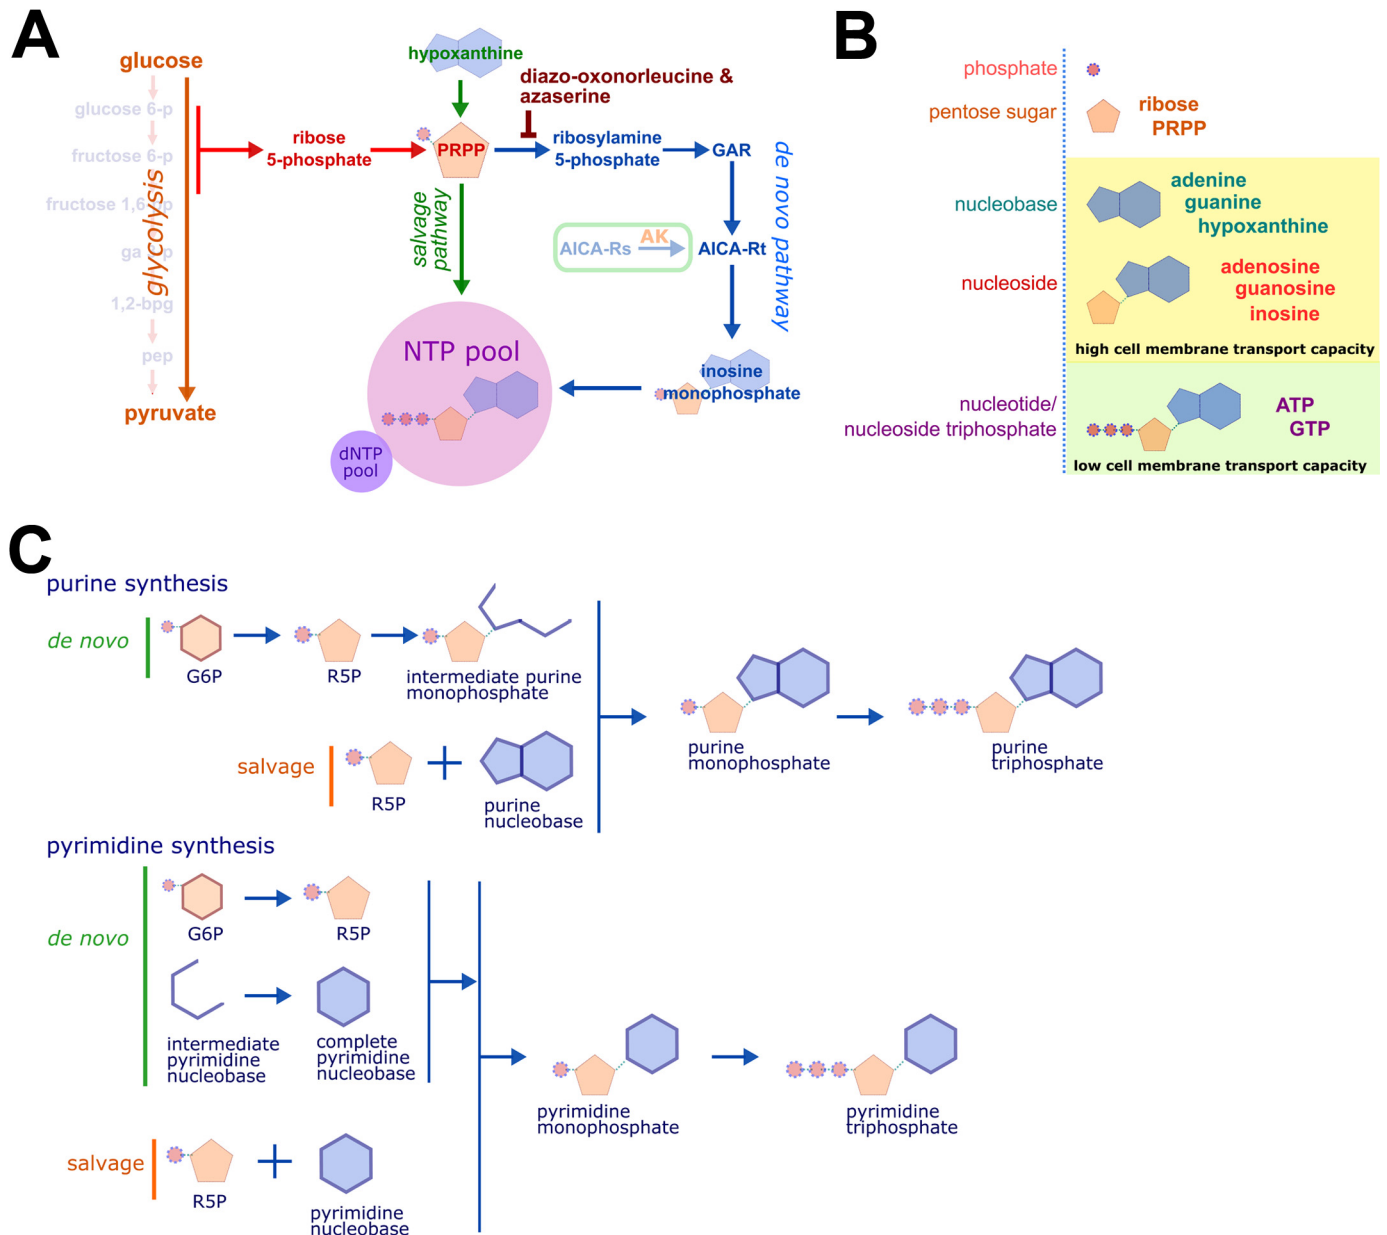 A
glucose
glucose 6-p
fructose 6-p
fructose 1,6-bp
1,2-bpg
pep
pyruvate
glycolysis
ribose
5-phosphate
hypoxanthine
PRPP
diazo-oxonorleucine &
azaserine
ribosylamine
5-phosphate
GAR
de novo pathway
salvage
pathway
AICA-Rs
AK
AICA-Rt
inosine
monophosphate
NTP pool
dNTP
pool
B
phosphate
pentose sugar
ribose
PRPP
nucleobase
adenine
guanine
hypoxanthine
nucleoside
adenosine
guanosine
inosine
high cell membrane transport capacity
nucleotide/
nucleoside triphosphate
ATP
GTP
low cell membrane transport capacity
C
purine synthesis
de novo
G6P
R5P
intermediate purine
monophosphate
salvage
R5P
purine
nucleobase
purine
monophosphate
purine
triphosphate
pyrimidine synthesis
de novo
G6P
R5P
intermediate
pyrimidine
nucleobase
complete
pyrimidine
nucleobase
salvage
R5P
pyrimidine
nucleobase
pyrimidine
monophosphate
pyrimidine
triphosphate